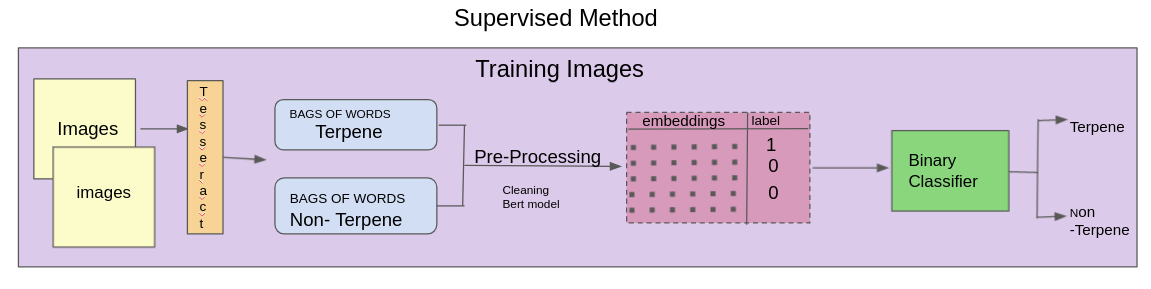 Supervised Method
Training Images
Images
images
T
e
s
s
e
r
a
c
t
BAGS OF WORDS
Terpene
BAGS OF WORDS
Non- Terpene
Pre-Processing
Cleaning
Bert model
embeddings
label
1
0
0
Binary
Classifier
Terpene
Non
-Terpene